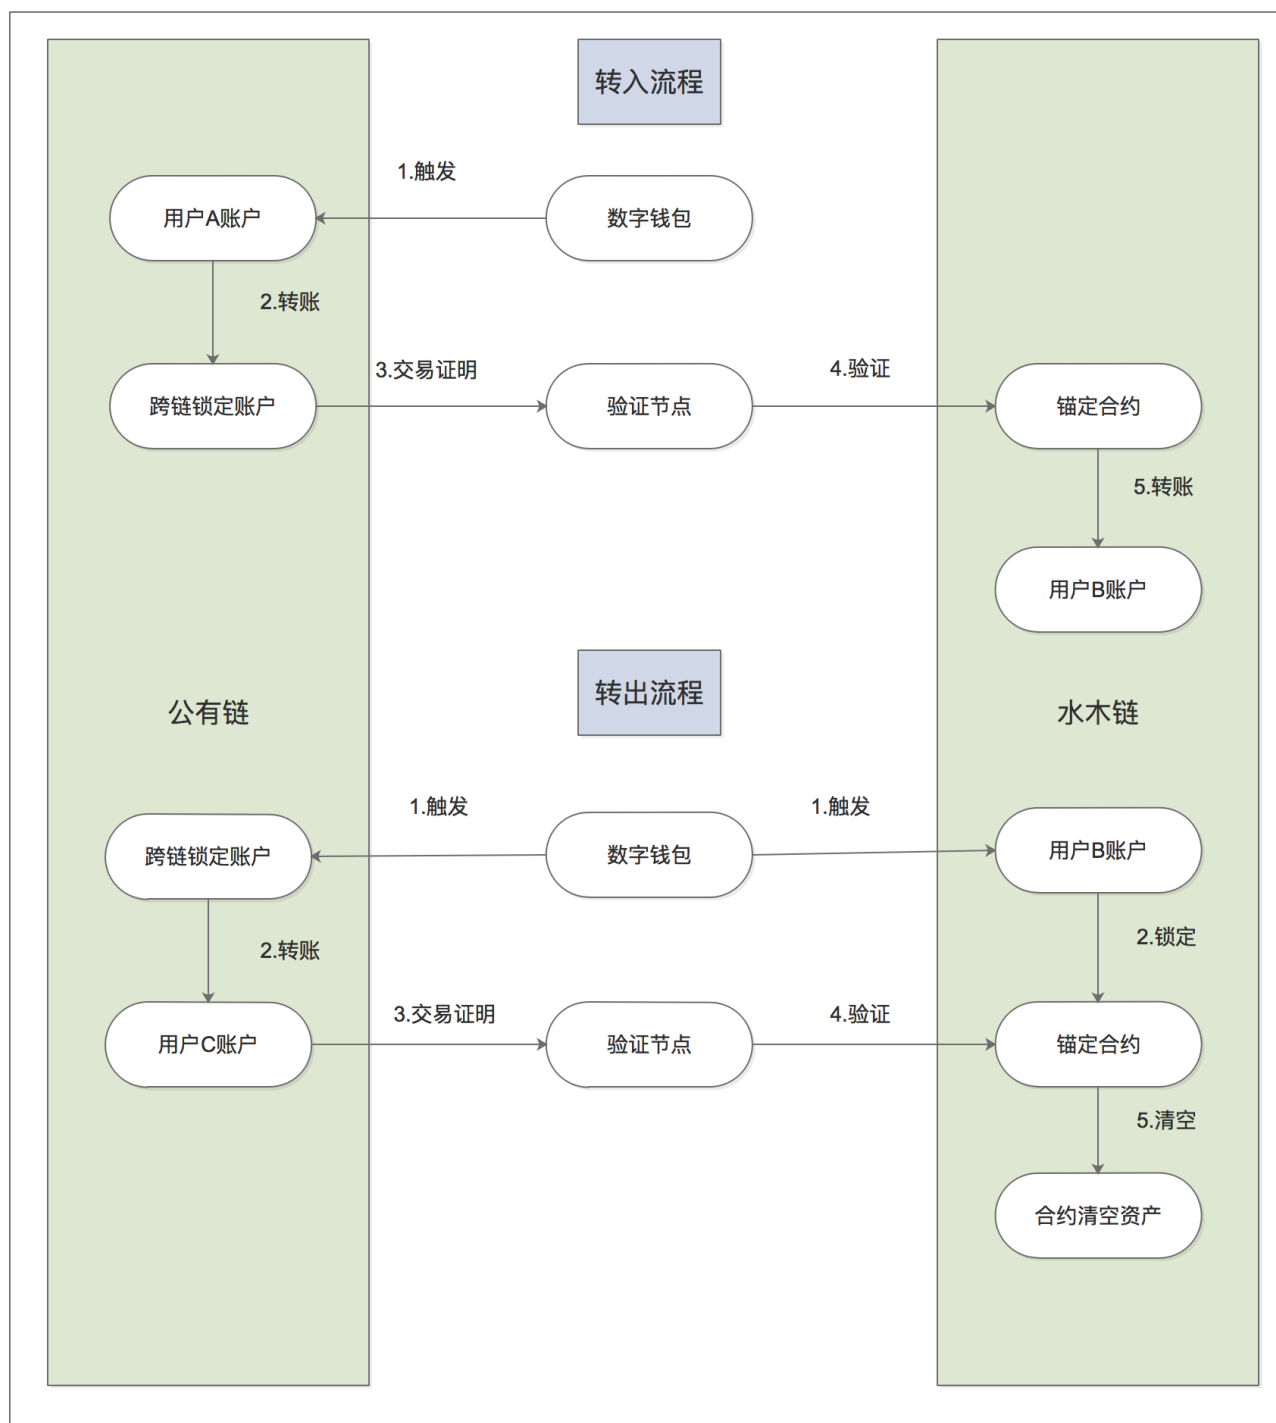 转入流程
1.触发
用户A账户
数字钱包
2.转账
3.交易证明
4.验证
跨链锁定账户
验证节点
锚定合约
5.转账
用户B账户
转出流程
公有链
水木链
1.触发
1.触发
跨链锁定账户
数字钱包
用户B账户
2.转账
2.锁定
3.交易证明
4.验证
用户C账户
验证节点
锚定合约
5.清空
合约清空资产